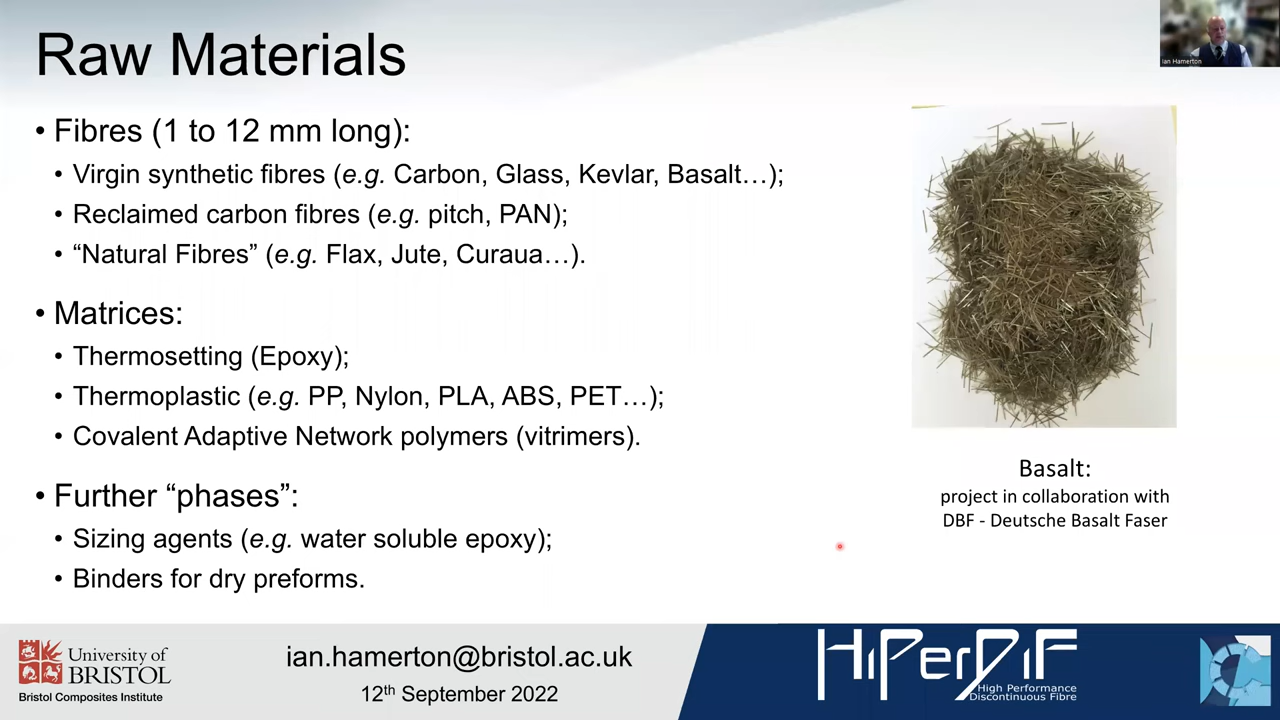 Raw Materials
Ian Hamerton
• Fibres (1 to 12 mm long):
• Virgin synthetic fibres (e.g. Carbon, Glass, Kevlar, Basalt…);
• Reclaimed carbon fibres (e.g. pitch, PAN);
• “Natural Fibres” (e.g. Flax, Jute, Curaua…).
• Matrices:
• Thermosetting (Epoxy);
• Thermoplastic (e.g. PP, Nylon, PLA, ABS, PET…);
• Covalent Adaptive Network polymers (vitrimers).
• Further “phases”:
• Sizing agents (e.g. water soluble epoxy);
• Binders for dry preforms.
Basalt:
project in collaboration with
DBF - Deutsche Basalt Faser
University of
BRISTOL
Bristol Composites Institute
ian.hamerton@bristol.ac.uk
12th September 2022
HiPerDiF
High Performance
Discontinuous Fibre